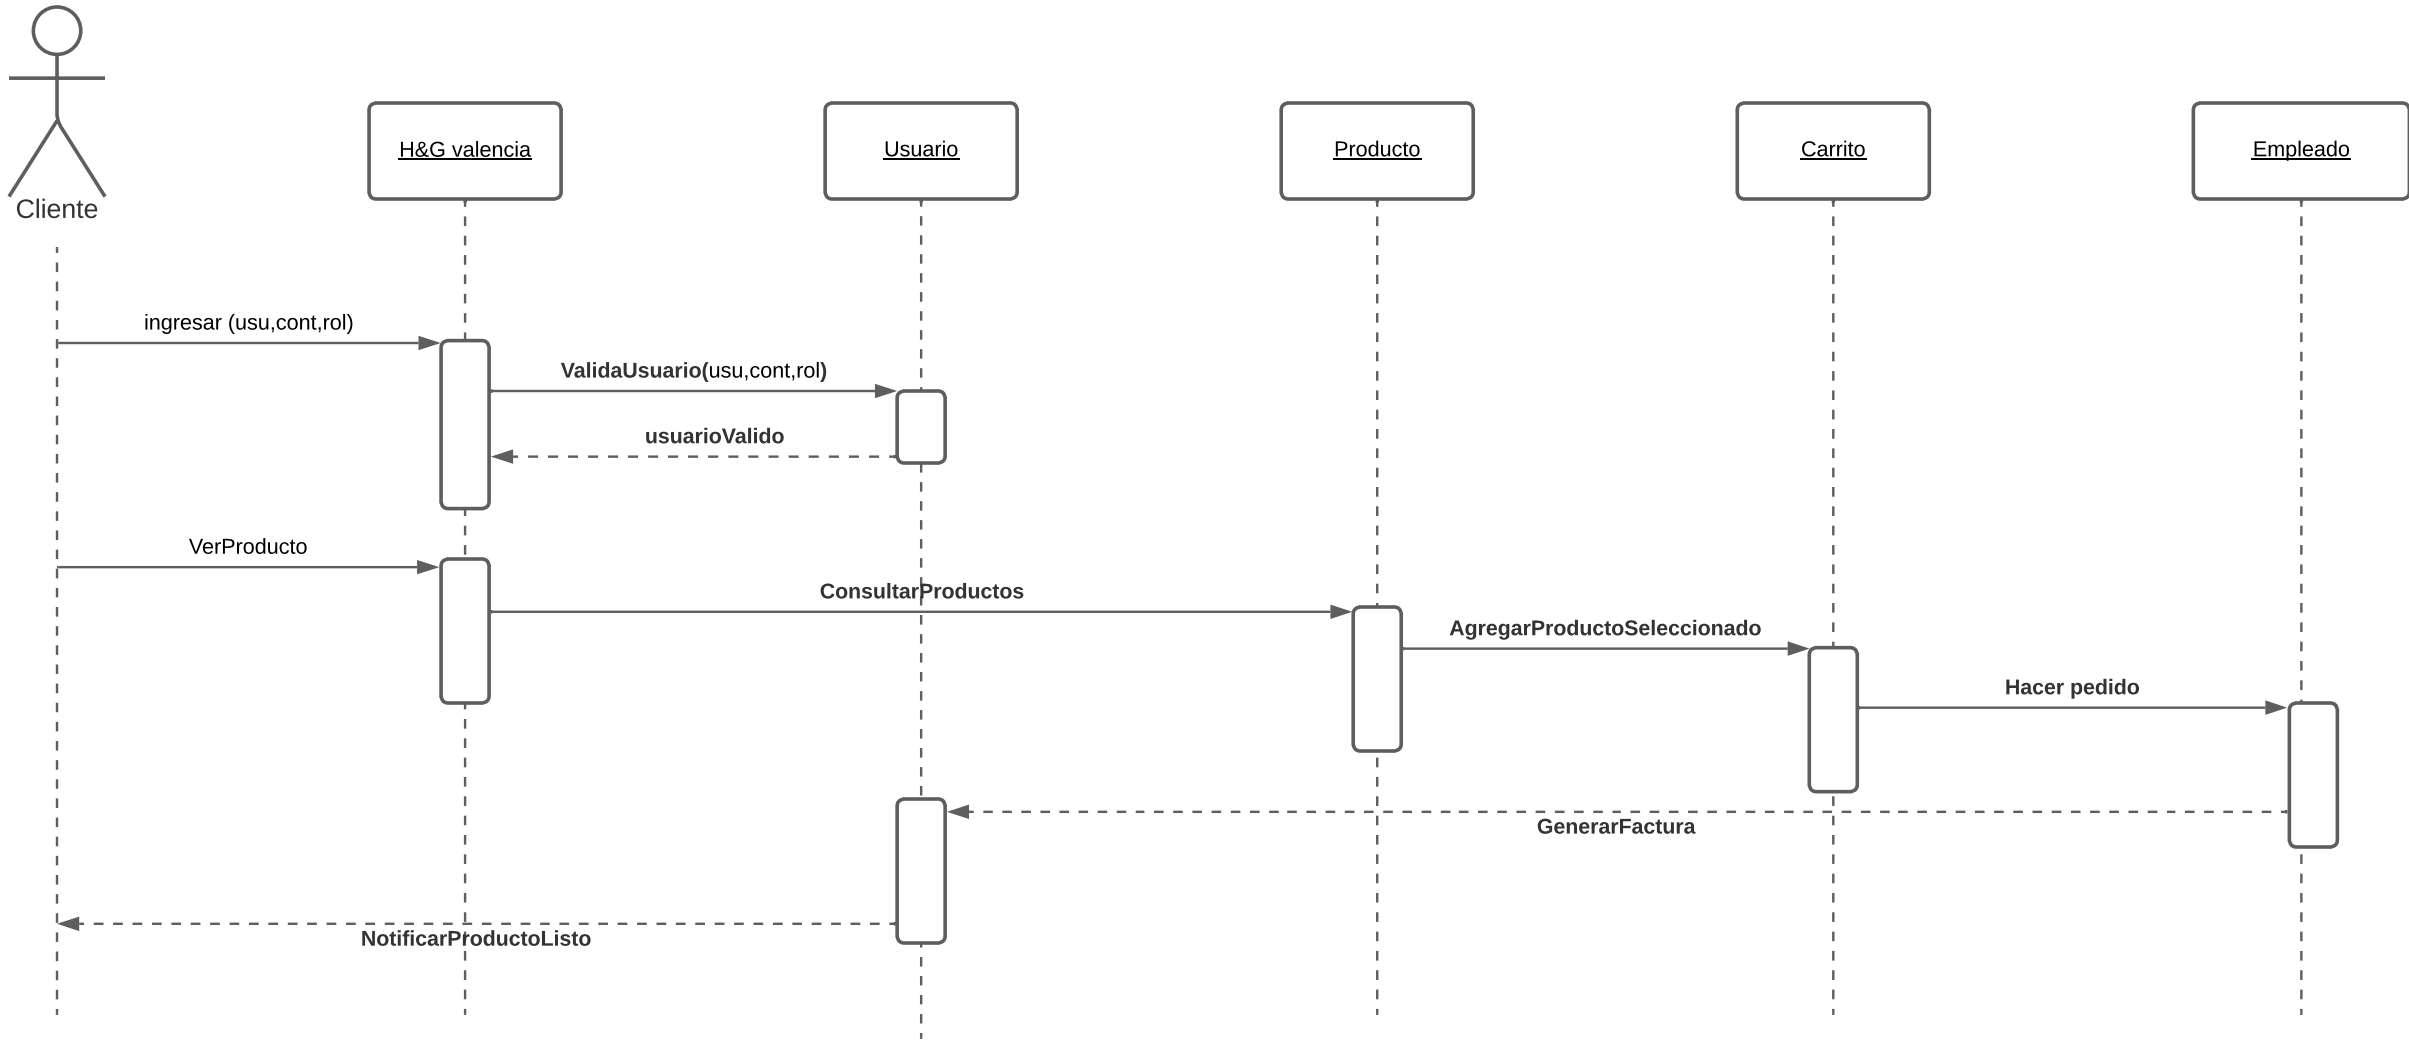 Cliente
H&G valencia
Usuario
Producto
Carrito
Empleado
ingresar (usu,cont,rol)
ValidaUsuario(usu,cont,rol)
usuarioValido
VerProducto
ConsultarProductos
AgregarProductoSeleccionado
Hacer pedido
GenerarFactura
NotificarProductoListo